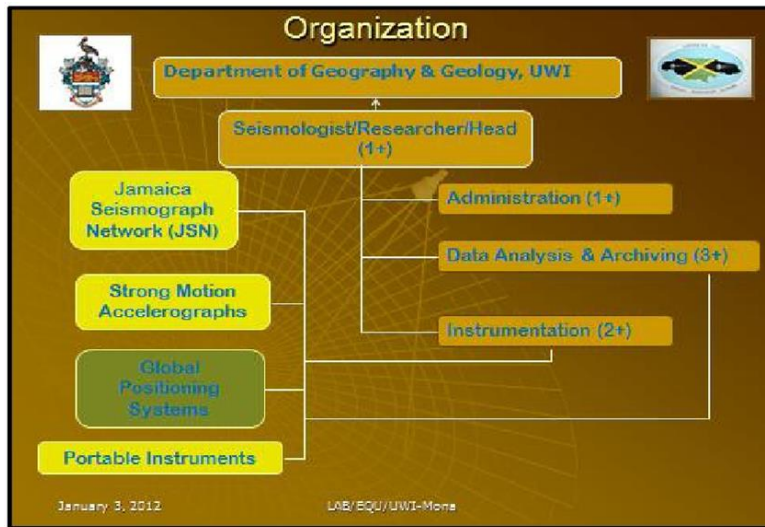 Organization
Department of Geography & Geology, UWI
Seismologist/Researcher/Head
(1+)
Jamaica
Seismograph
Network (JSN)
Administration (1+)
Data Analysis & Archiving (3+)
Strong Motion
Accelerographs
Instrumentation (2+)
Global
Positioning
Systems
Portable Instruments
January 3, 2012
LAB/EQU/UWI-Mona